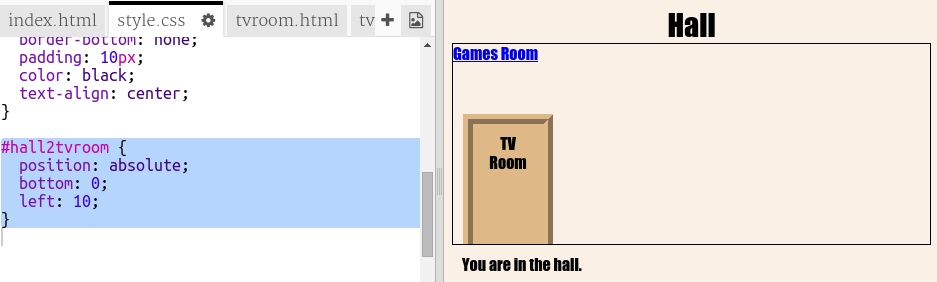 index.html style.css tvroom.html tv
border-bottom: none;
padding: 10px;
color: black;
text-align: center;
}
#hall2tvroom {
position: absolute;
bottom: 0;
left: 10;
}
Hall
Games Room
TV
Room
You are in the hall.